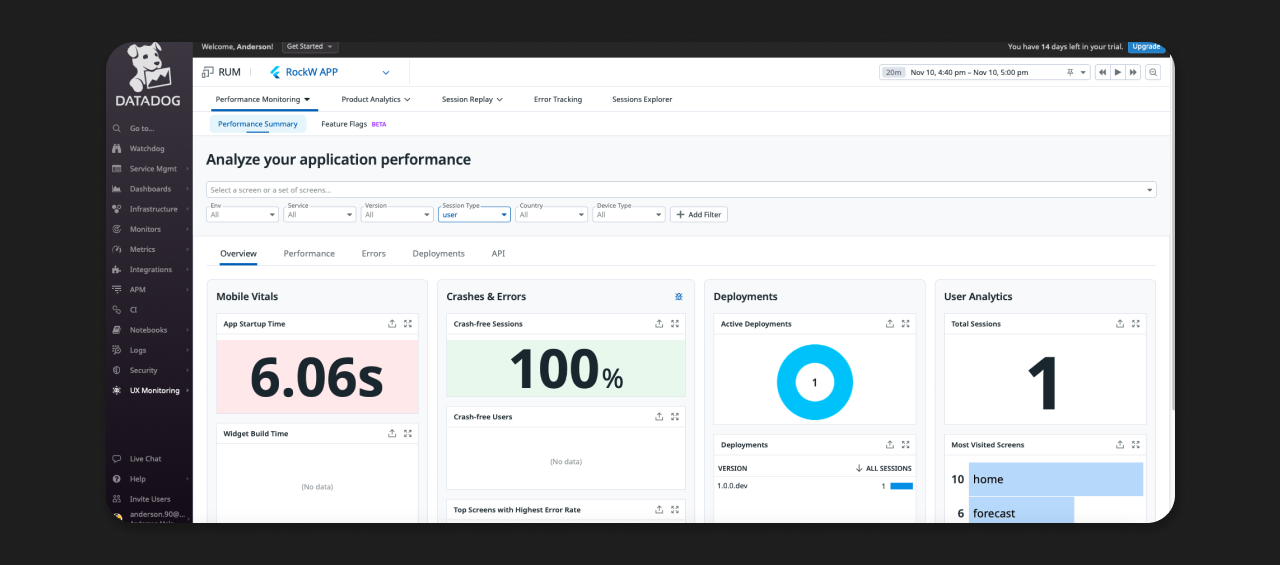 Welcome, Anderson!
Get Started
You have 14 days left in your trial.
Upgrade
DATADOG
Go to...
Watchdog
Service Mgmt
Dashboards
Infrastructure
Monitors
Metrics
Integrations
APM
CI
Notebooks
Logs
Security
UX Monitoring
Live Chat
Help
Invite Users
anderson.90@...
RUM
RockW APP
20m Nov 10, 4:40 pm – Nov 10, 5:00 pm
Performance Monitoring
Product Analytics
Session Replay
Error Tracking
Sessions Explorer
Performance Summary
Feature Flags BETA
Analyze your application performance
Select a screen or a set of screens...
Env
All
Service
All
Version
All
Session Type
user
Country
All
Device Type
All
Add Filter
Overview
Performance
Errors
Deployments
API
Mobile Vitals
App Startup Time
6.06s
Widget Build Time
(No data)
Crashes & Errors
Crash-free Sessions
100%
Crash-free Users
(No data)
Top Screens with Highest Error Rate
Deployments
Active Deployments
1
Deployments
VERSION ALL SESSIONS
1.0.0.dev 1
User Analytics
Total Sessions
1
Most Visited Screens
10 home
6 forecast